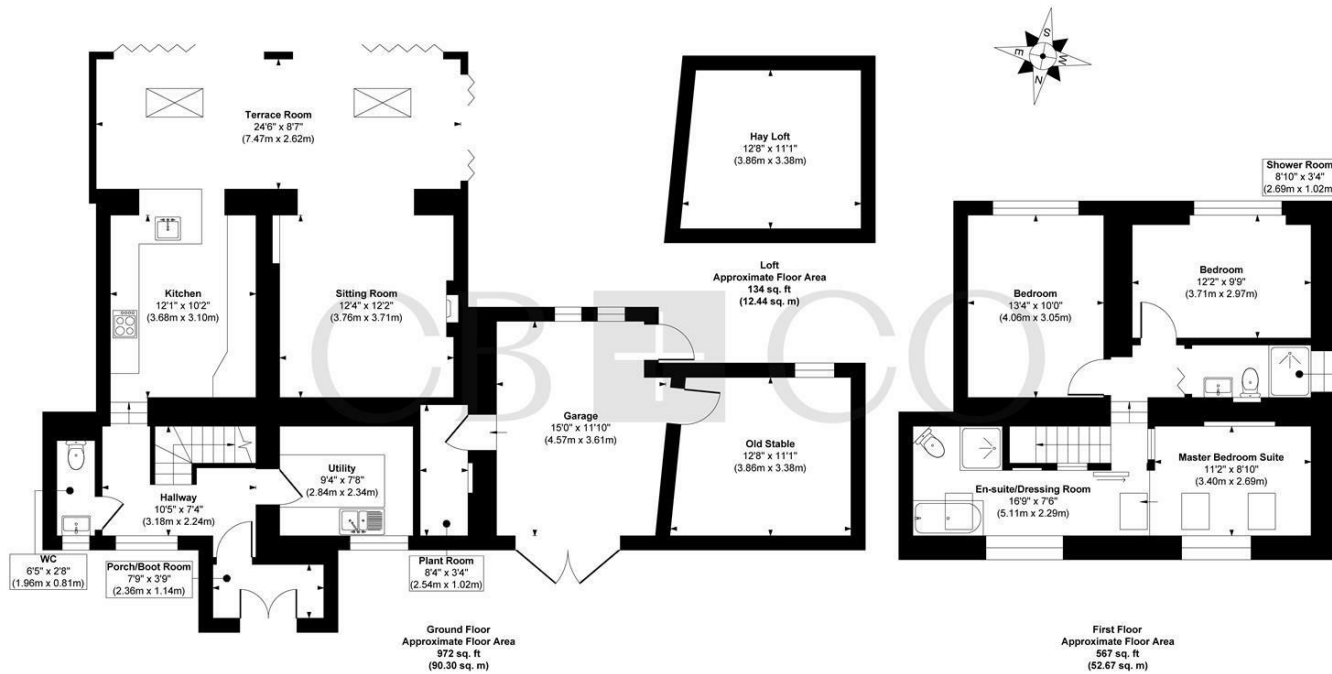 Terrace Room
24'6" x 8'7"
(7.47m x 2.62m)
Kitchen
12'1" x 10'2"
(3.68m x 3.10m)
Sitting Room
12'4" x 12'2"
(3.76m x 3.71m)
Hallway
10'5" x 7'4"
(3.18m x 2.24m)
Utility
9'4" x 7'8"
(2.84m x 2.34m)
WC
6'5" x 2'8"
(1.96m x 0.81m)
Porch/Boot Room
7'9" x 3'9"
(2.36m x 1.14m)
Plant Room
8'4" x 3'4"
(2.54m x 1.02m)
Garage
15'0" x 11'10"
(4.57m x 3.61m)
Old Stable
12'8" x 11'1"
(3.86m x 3.38m)
Ground Floor
Approximate Floor Area
972 sq. ft
(90.30 sq. m)
Hay Loft
12'8" x 11'1"
(3.86m x 3.38m)
Loft
Approximate Floor Area
134 sq. ft
(12.44 sq. m)
CB + CO
S
E
W
N
Shower Room
8'10" x 3'4"
(2.69m x 1.02m)
Bedroom
13'4" x 10'0"
(4.06m x 3.05m)
Bedroom
12'2" x 9'9"
(3.71m x 2.97m)
Master Bedroom Suite
11'2" x 8'10"
(3.40m x 2.69m)
En-suite/Dressing Room
16'9" x 7'6"
(5.11m x 2.29m)
First Floor
Approximate Floor Area
567 sq. ft
(52.67 sq. m)